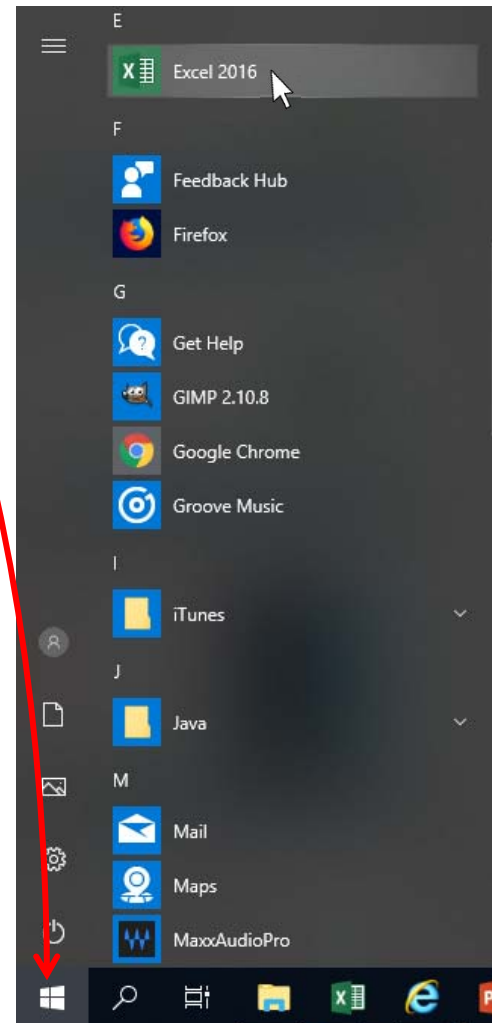 E
Excel 2016
F
Feedback Hub
Firefox
G
Get Help
GIMP 2.10.8
Google Chrome
Groove Music
I
iTunes
J
Java
M
Mail
Maps
MaxxAudioPro